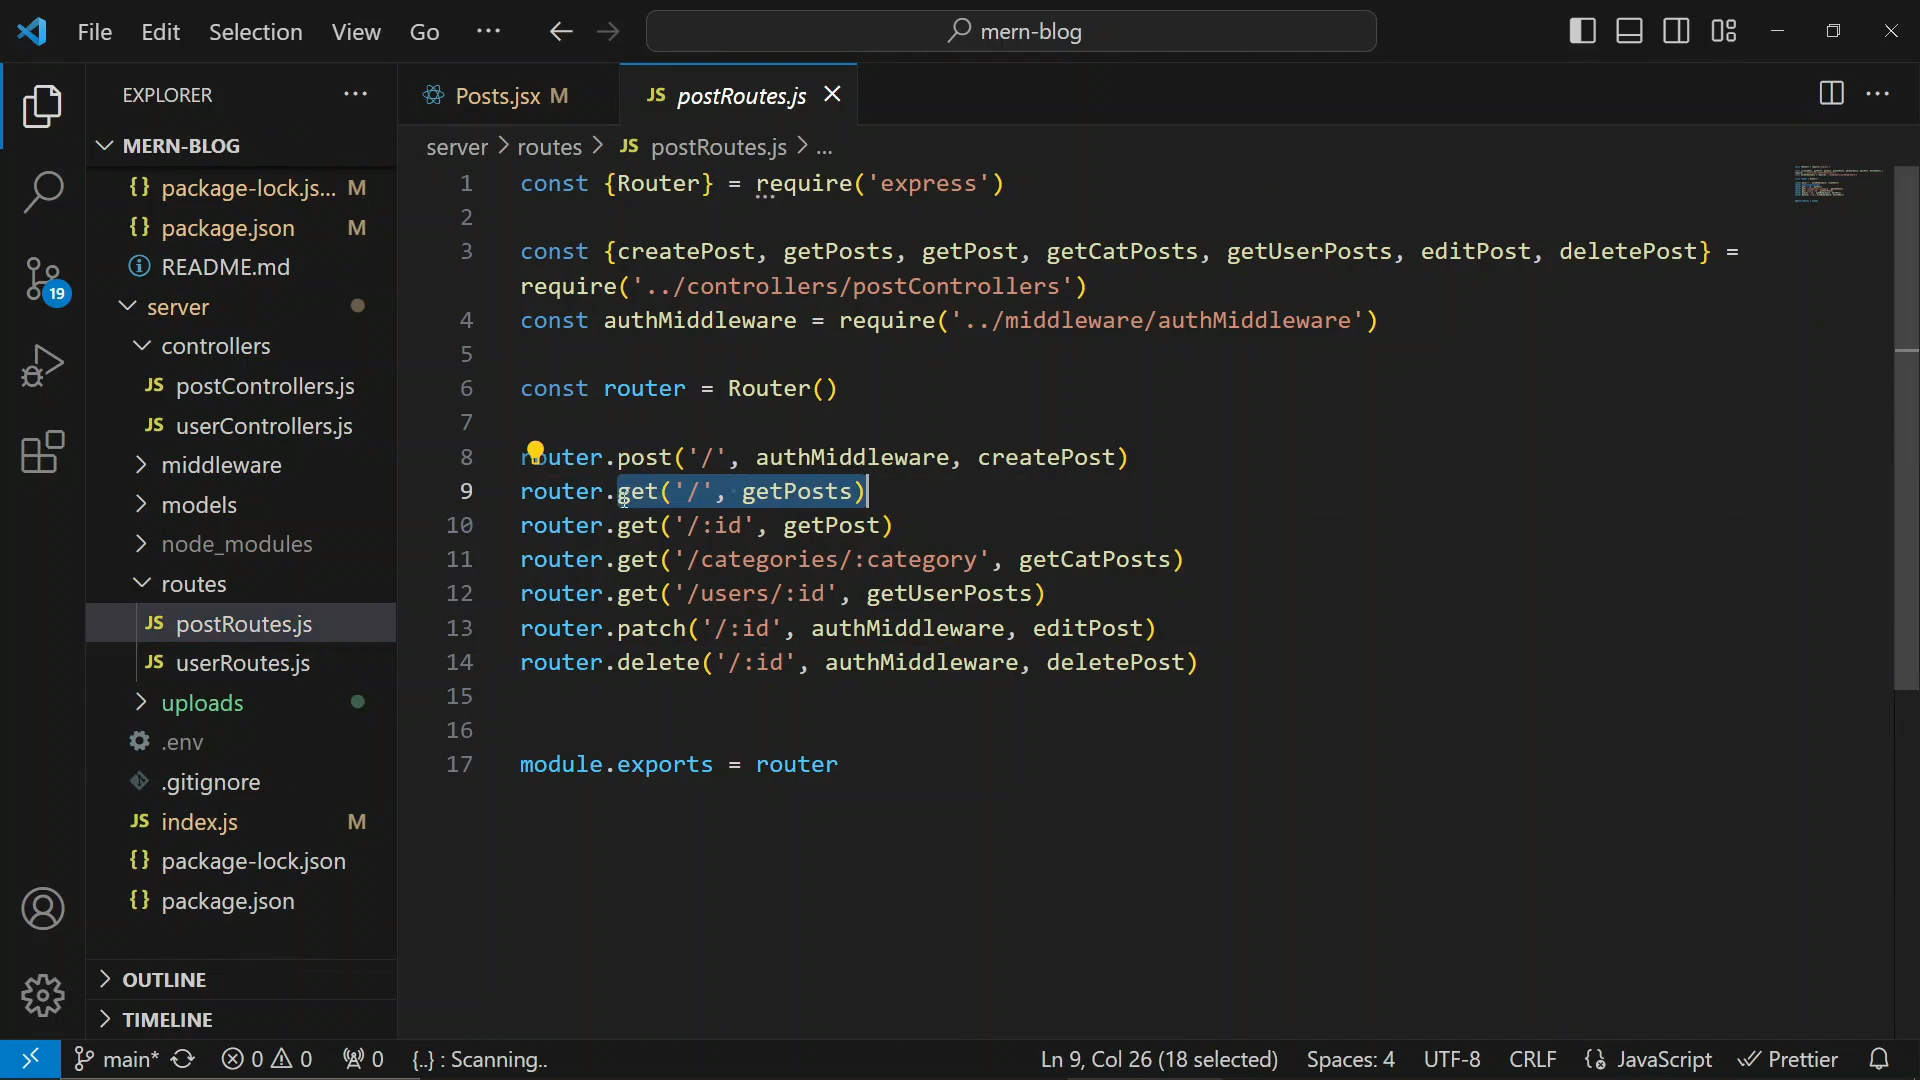 File Edit Selection View Go ··· mern-blog
EXPLORER ···
MERN-BLOG
{} package-lock.js... M
{} package.json M
README.md
server
controllers
JS postControllers.js
JS userControllers.js
middleware
models
node_modules
routes
JS postRoutes.js
JS userRoutes.js
uploads
.env
.gitignore
JS index.js M
{} package-lock.json
{} package.json
OUTLINE
TIMELINE
19
Posts.jsx M JS postRoutes.js
server > routes > JS postRoutes.js > ...
1 const {Router} = require('express')
2
3 const {createPost, getPosts, getPost, getCatPosts, getUserPosts, editPost, deletePost} =
require('../controllers/postControllers')
4 const authMiddleware = require('../middleware/authMiddleware')
5
6 const router = Router()
7
8 router.post('/', authMiddleware, createPost)
9 router.get('/', getPosts)
10 router.get('/:id', getPost)
11 router.get('/categories/:category', getCatPosts)
12 router.get('/users/:id', getUserPosts)
13 router.patch('/:id', authMiddleware, editPost)
14 router.delete('/:id', authMiddleware, deletePost)
15
16
17 module.exports = router
main* 0 0 0 {..} : Scanning.. Ln 9, Col 26 (18 selected) Spaces: 4 UTF-8 CRLF JavaScript Prettier